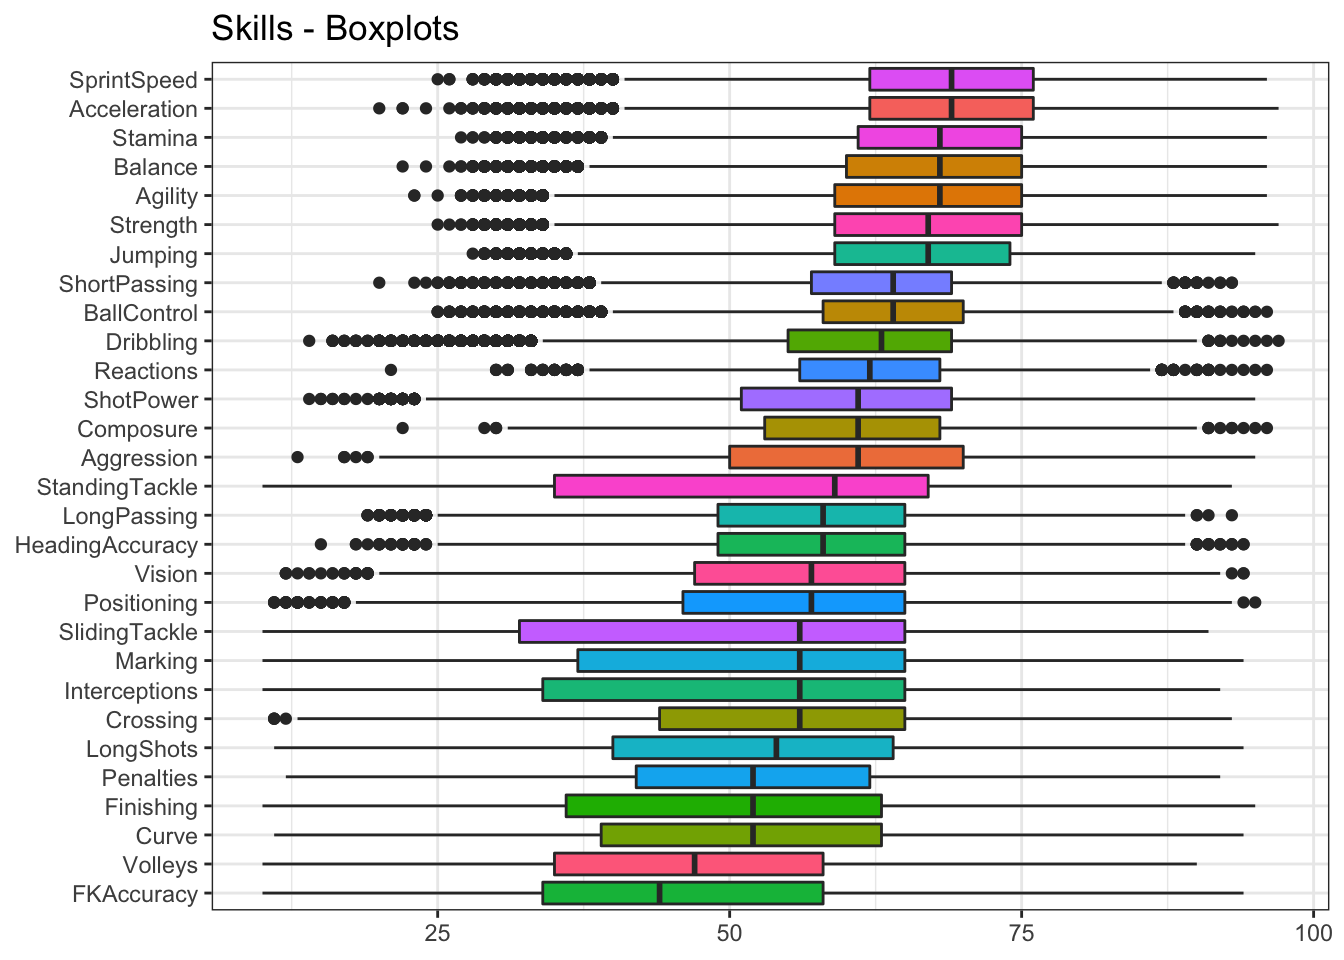 Skills - Boxplots
SprintSpeed
Acceleration
Stamina
Balance
Agility
Strength
Jumping
ShortPassing
BallControl
Dribbling
Reactions
ShotPower
Composure
Aggression
StandingTackle
LongPassing
HeadingAccuracy
Vision
Positioning
SlidingTackle
Marking
Interceptions
Crossing
LongShots
Penalties
Finishing
Curve
Volleys
FKAccuracy
25 50 75 100